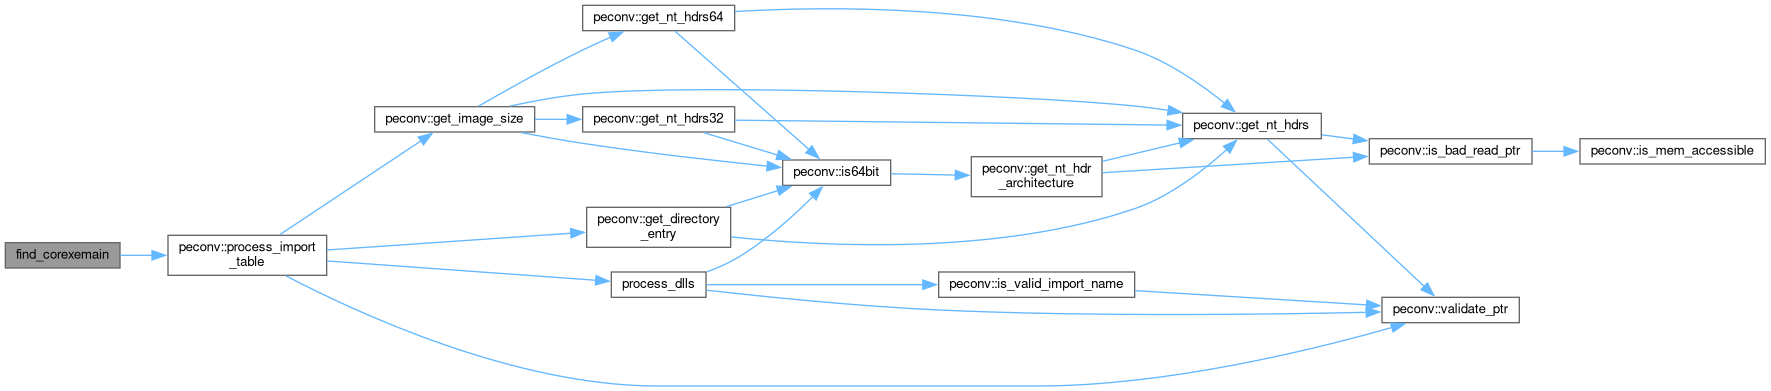 find_corexemain
peconv::process_import
_table
peconv::get_image_size
peconv::get_directory
_entry
process_dlls
peconv::get_nt_hdrs64
peconv::get_nt_hdrs32
peconv::is64bit
peconv::is_valid_import_name
peconv::get_nt_hdr
_architecture
peconv::get_nt_hdrs
peconv::is_bad_read_ptr
peconv::validate_ptr
peconv::is_mem_accessible